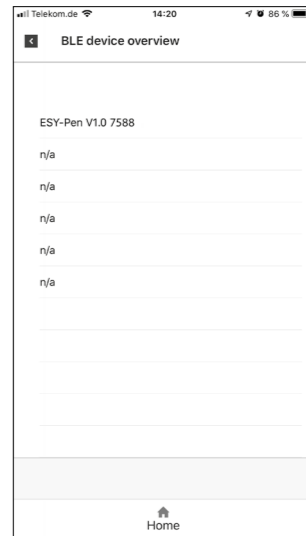 Telekom.de 14:20 86 %
BLE device overview
ESY-Pen V1.0 7588
n/a
n/a
n/a
n/a
n/a
Home